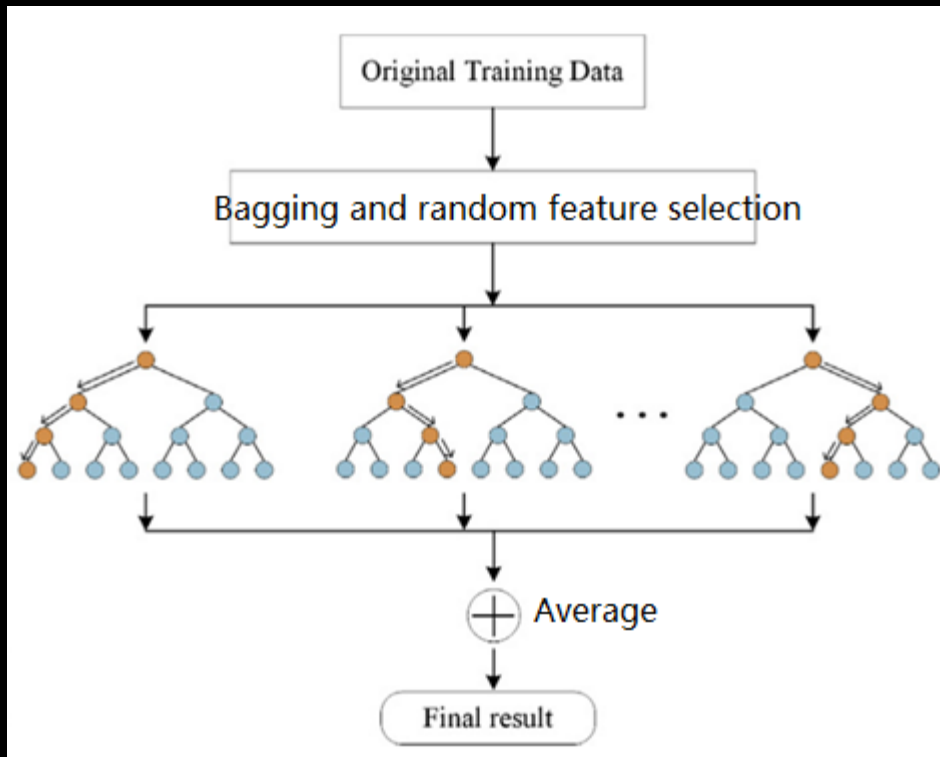 Original Training Data
Bagging and random feature selection
...
Average
Final result